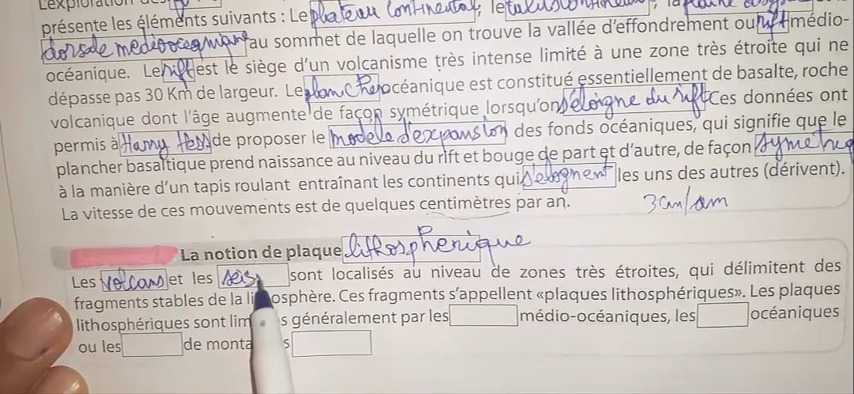 présente les éléments suivants : Le plateau continental, le talus continental, la plaine
dorsale médiocéanique au sommet de laquelle on trouve la vallée d'effondrement ou rift médio-
océanique. Le rift est le siège d'un volcanisme très intense limité à une zone très étroite qui ne
dépasse pas 30 Km de largeur. Le plancher océanique est constitué essentiellement de basalte, roche
volcanique dont l'âge augmente de façon symétrique lorsqu'on s'éloigne du rift Ces données ont
permis à Harry Hess de proposer le modèle d'expansion des fonds océaniques, qui signifie que le
plancher basaltique prend naissance au niveau du rift et bouge de part et d'autre, de façon symétriq
à la manière d'un tapis roulant entraînant les continents qui s'éloignent les uns des autres (dérivent).
La vitesse de ces mouvements est de quelques centimètres par an. 3cm/am
La notion de plaque lithosphérique
Les volcans et les seis sont localisés au niveau de zones très étroites, qui délimitent des
fragments stables de la li osphère. Ces fragments s'appellent «plaques lithosphériques». Les plaques
lithosphériques sont lim s généralement par les médio-océaniques, les océaniques
ou les de monta s